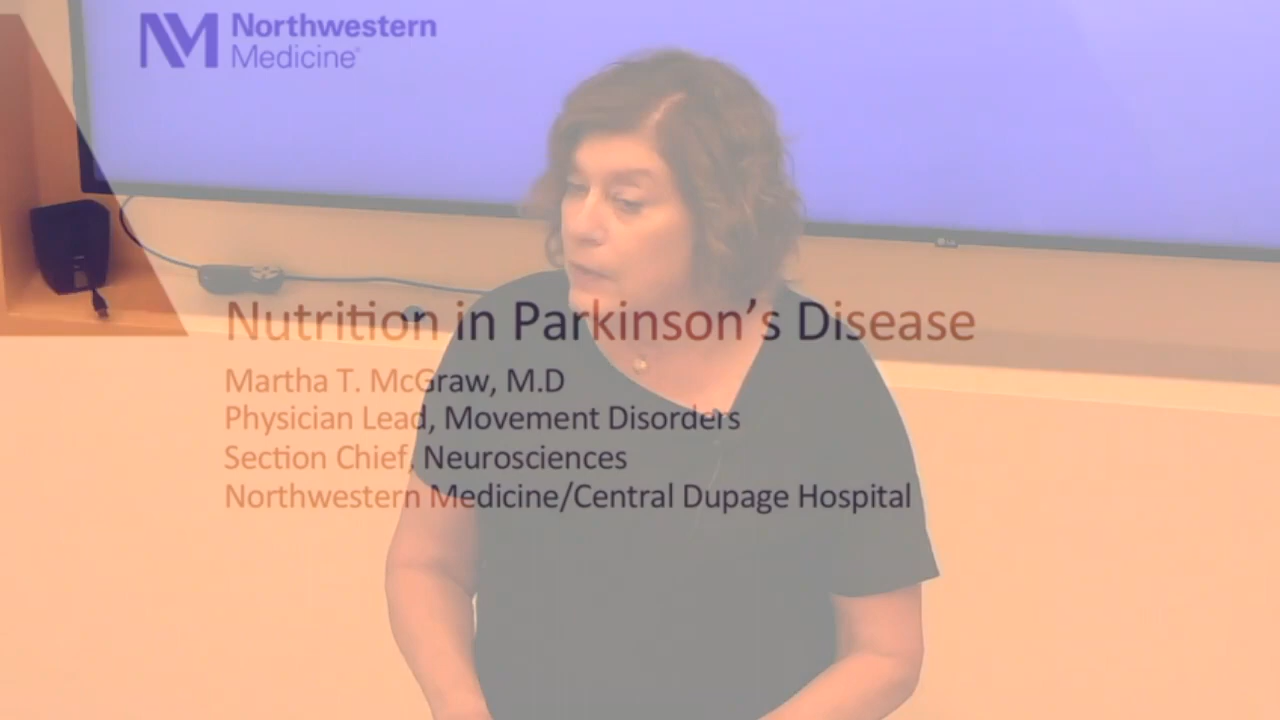 Northwestern
Medicine
Nutrition in Parkinson's Disease
Martha T. McGraw, M.D
Physician Lead, Movement Disorders
Section Chief, Neurosciences
Northwestern Medicine/Central Dupage Hospital